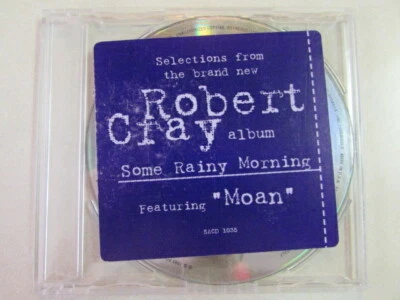 Selections from
the brand new
Robert
Cray album
Some Rainy Morning
Featuring "Moan"